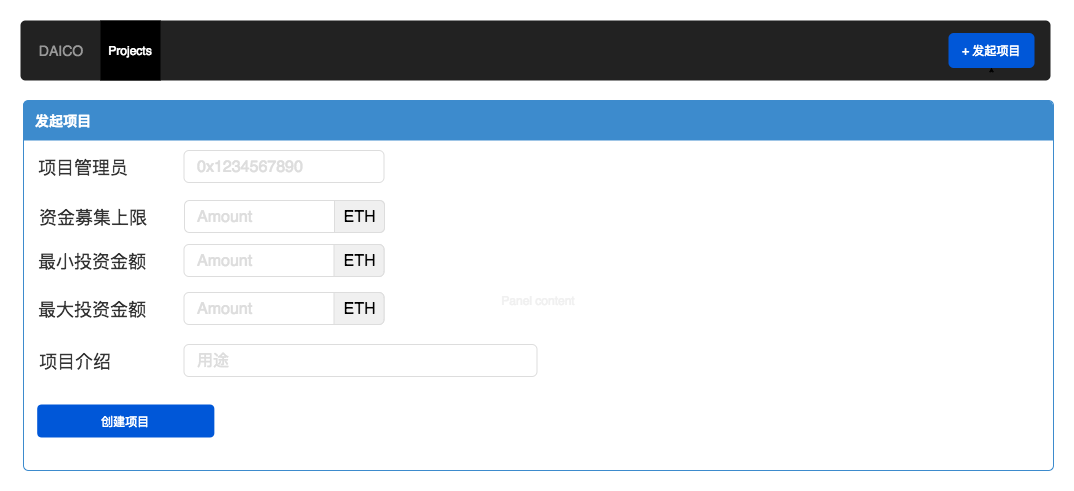 DAICO Projects + 发起项目
发起项目
项目管理员 0x1234567890
资金募集上限 Amount ETH
最小投资金额 Amount ETH
Panel content
最大投资金额 Amount ETH
项目介绍 用途
创建项目